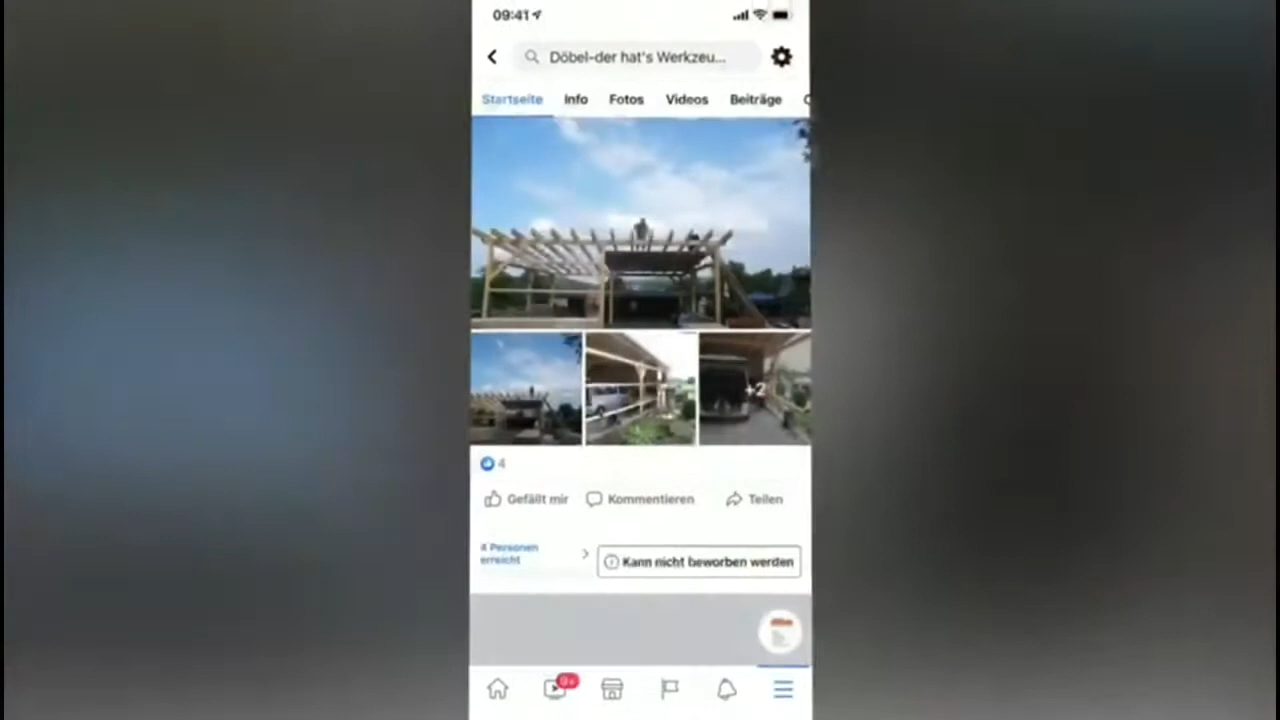 09:41
Döbel-der hat's Werkzeu...
Startseite Info Fotos Videos Beiträge
+2
4
Gefällt mir Kommentieren Teilen
4 Personen
erreicht
Kann nicht beworben werden
9+